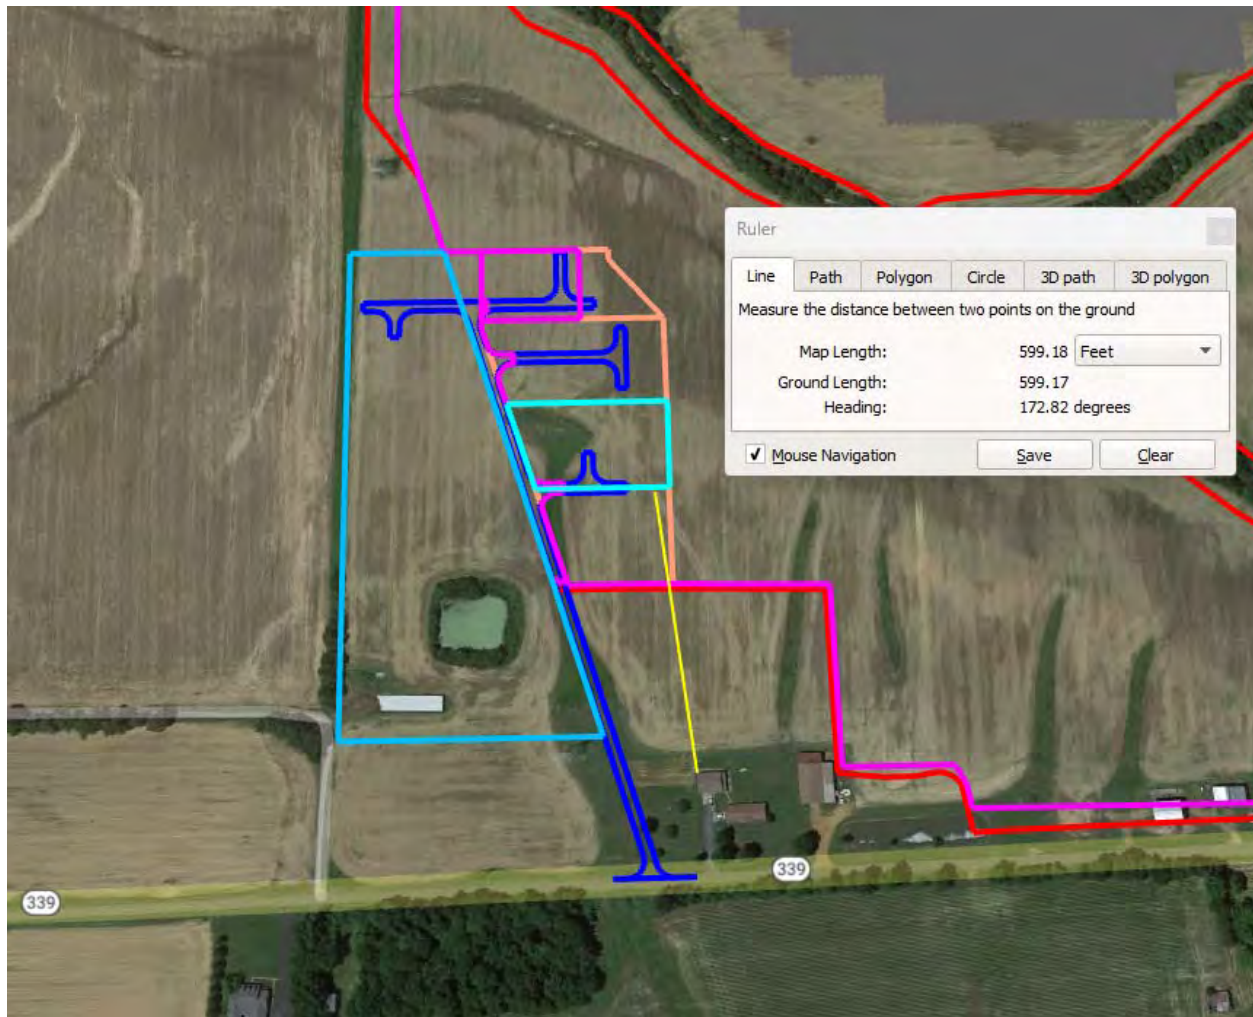 Ruler
Line Path Polygon Circle 3D path 3D polygon
Measure the distance between two points on the ground
Map Length: 599.18 Feet
Ground Length: 599.17
Heading: 172.82 degrees
Mouse Navigation Save Clear
339
339